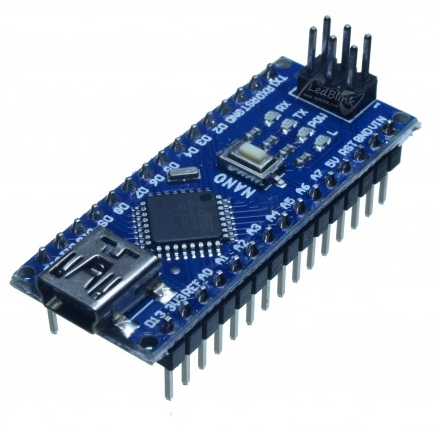 LedBlink
TX1 RX0 RST GND D2 D3 D4 D5 D6 D7 D8 D9
RX
TX
POW
L
NANO
D13 3V3 REF A0 A1 A2 A3 A4 A5 A6 A7 5V RST GND VIN